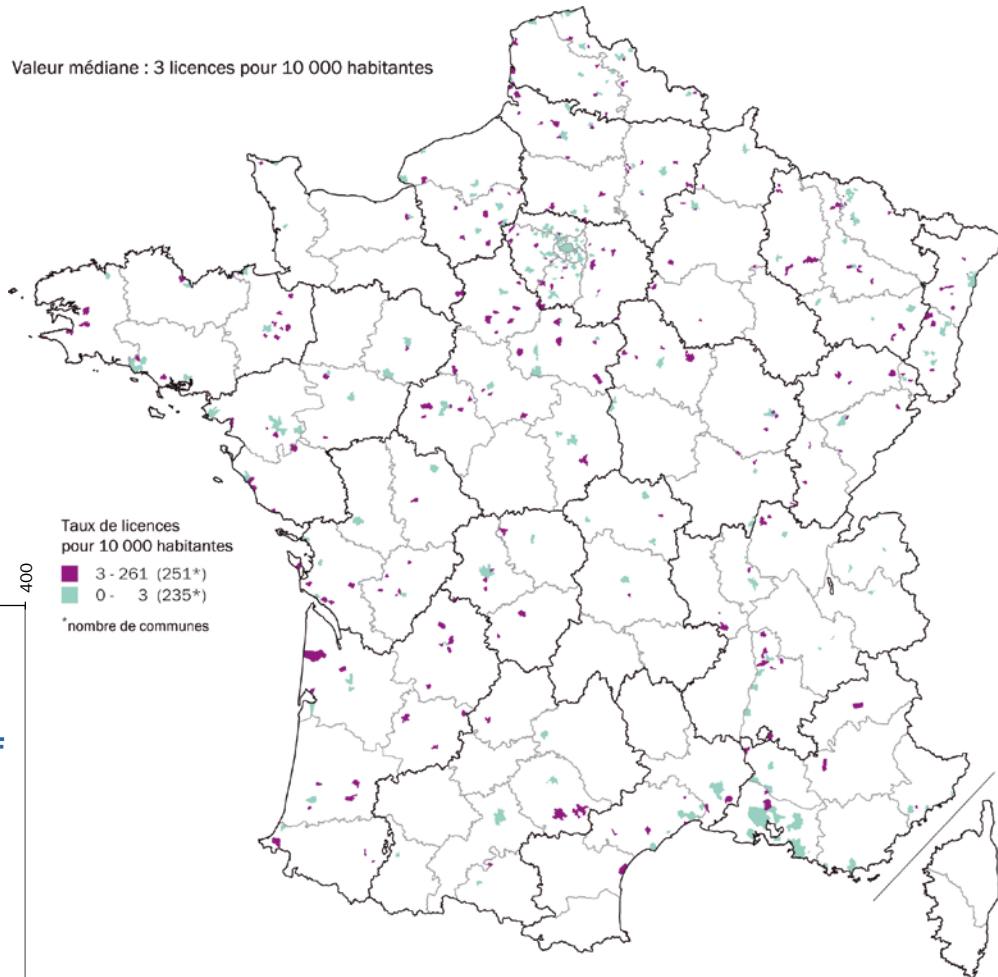 Valeur médiane : 3 licences pour 10 000 habitantes
Taux de licences
pour 10 000 habitantes
3 - 261 (251*)
0 - 3 (235*)
*nombre de communes
400